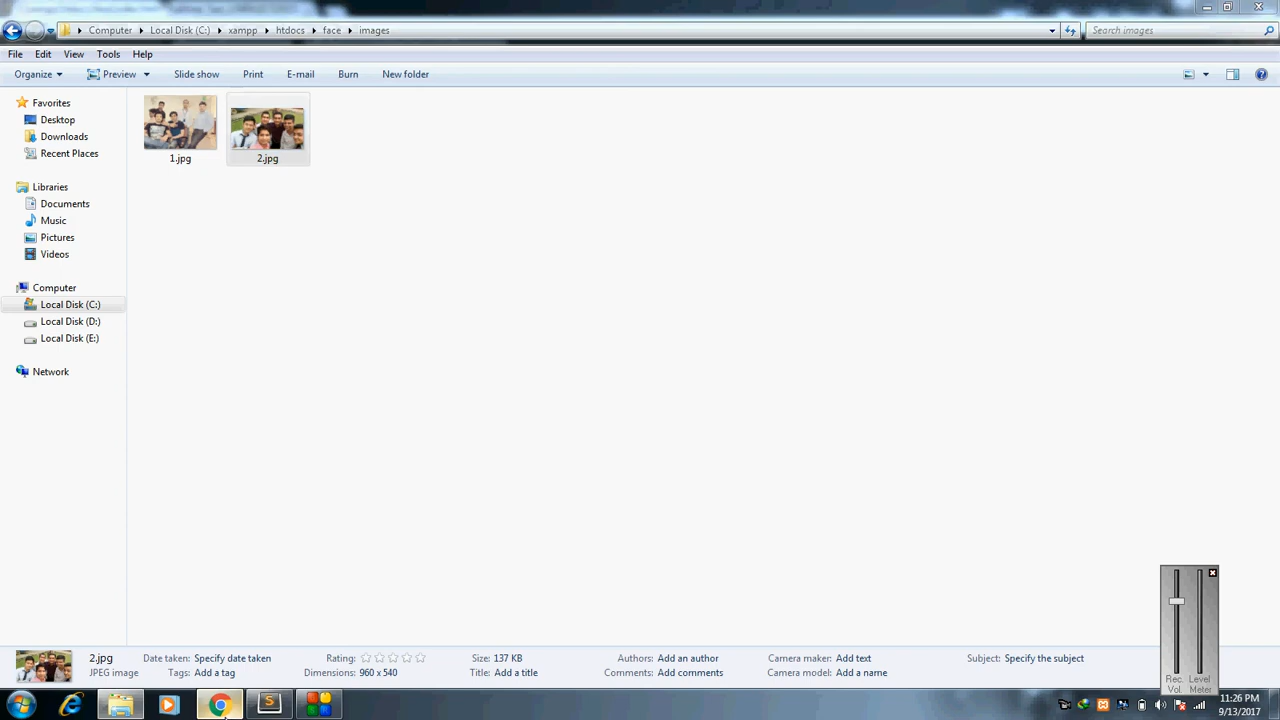 Computer Local Disk (C:) xampp htdocs face images Search images
File Edit View Tools Help
Organize Preview Slide show Print E-mail Burn New folder
Favorites
Desktop
Downloads
Recent Places
Libraries
Documents
Music
Pictures
Videos
Computer
Local Disk (C:)
Local Disk (D:)
Local Disk (E:)
Network
1.jpg 2.jpg
2.jpg Date taken: Specify date taken Rating: Size: 137 KB Authors: Add an author Camera maker: Add text Subject: Specify the subject
JPEG image Tags: Add a tag Dimensions: 960 x 540 Title: Add a title Comments: Add comments Camera model: Add a name
Rec. Level
Vol. Meter
S
11:26 PM
9/13/2017